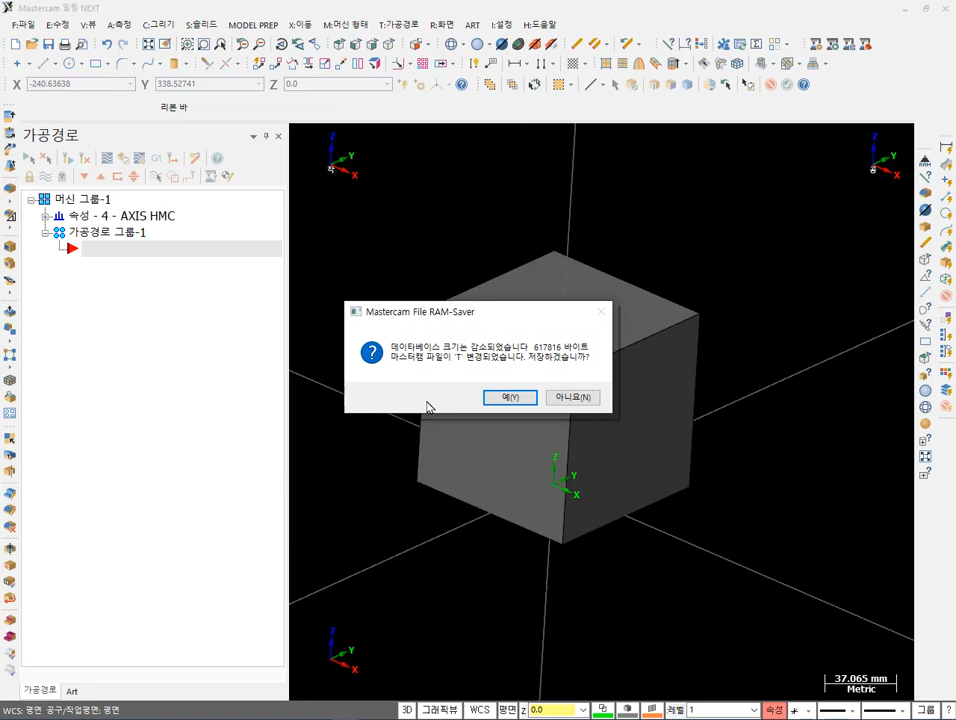 Mastercam 밀링 NEXT
F:파일 E:수정 V:뷰 A:측정 C:그리기 S:솔리드 MODEL PREP X:이동 M:머신 형태 T:가공경로 R:화면 ART I:설정 H:도움말
X -240.63638 Y 338.52741 Z 0.0
리본 바
가공경로
G1
머신 그룹-1
속성 - 4 - AXIS HMC
가공경로 그룹-1
Z Y X
Z Y X
Mastercam File RAM-Saver
데이타베이스 크기는 감소되었습니다 617816 바이트
마스터캠 파일이 'T' 변경되었습니다. 저장하겠습니까?
예(Y) 아니요(N)
Z Y X
Z Y X
37.065 mm
Metric
가공경로 Art
WCS: 평면 공구/작업평면: 평면 3D 그래픽뷰 WCS 평면 Z 0.0 레벨 1 속성 그룹
RAM